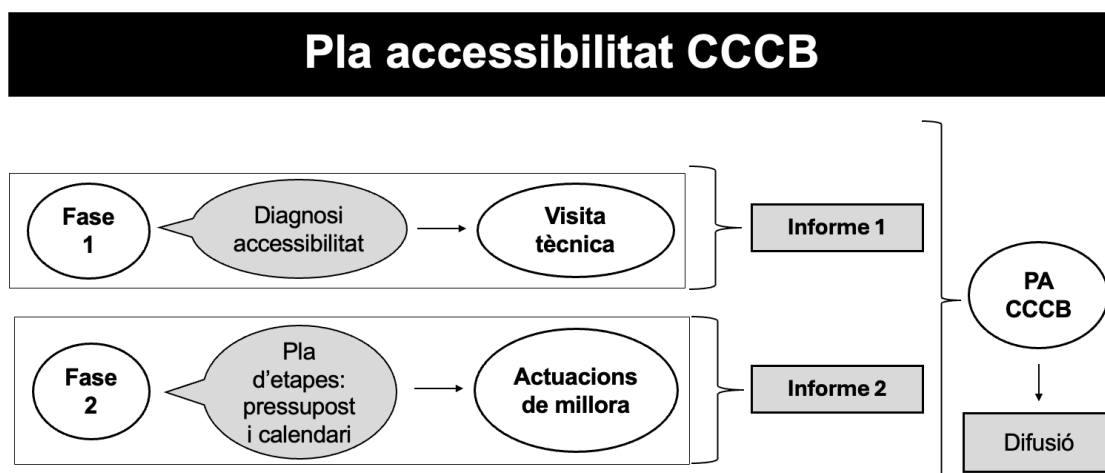 Pla accessibilitat CCCB
Fase
1
Diagnosi
accessibilitat
Visita
tècnica
Informe 1
Fase
2
Pla
d’etapes:
pressupost
i calendari
Actuacions
de millora
Informe 2
PA
CCCB
Difusió